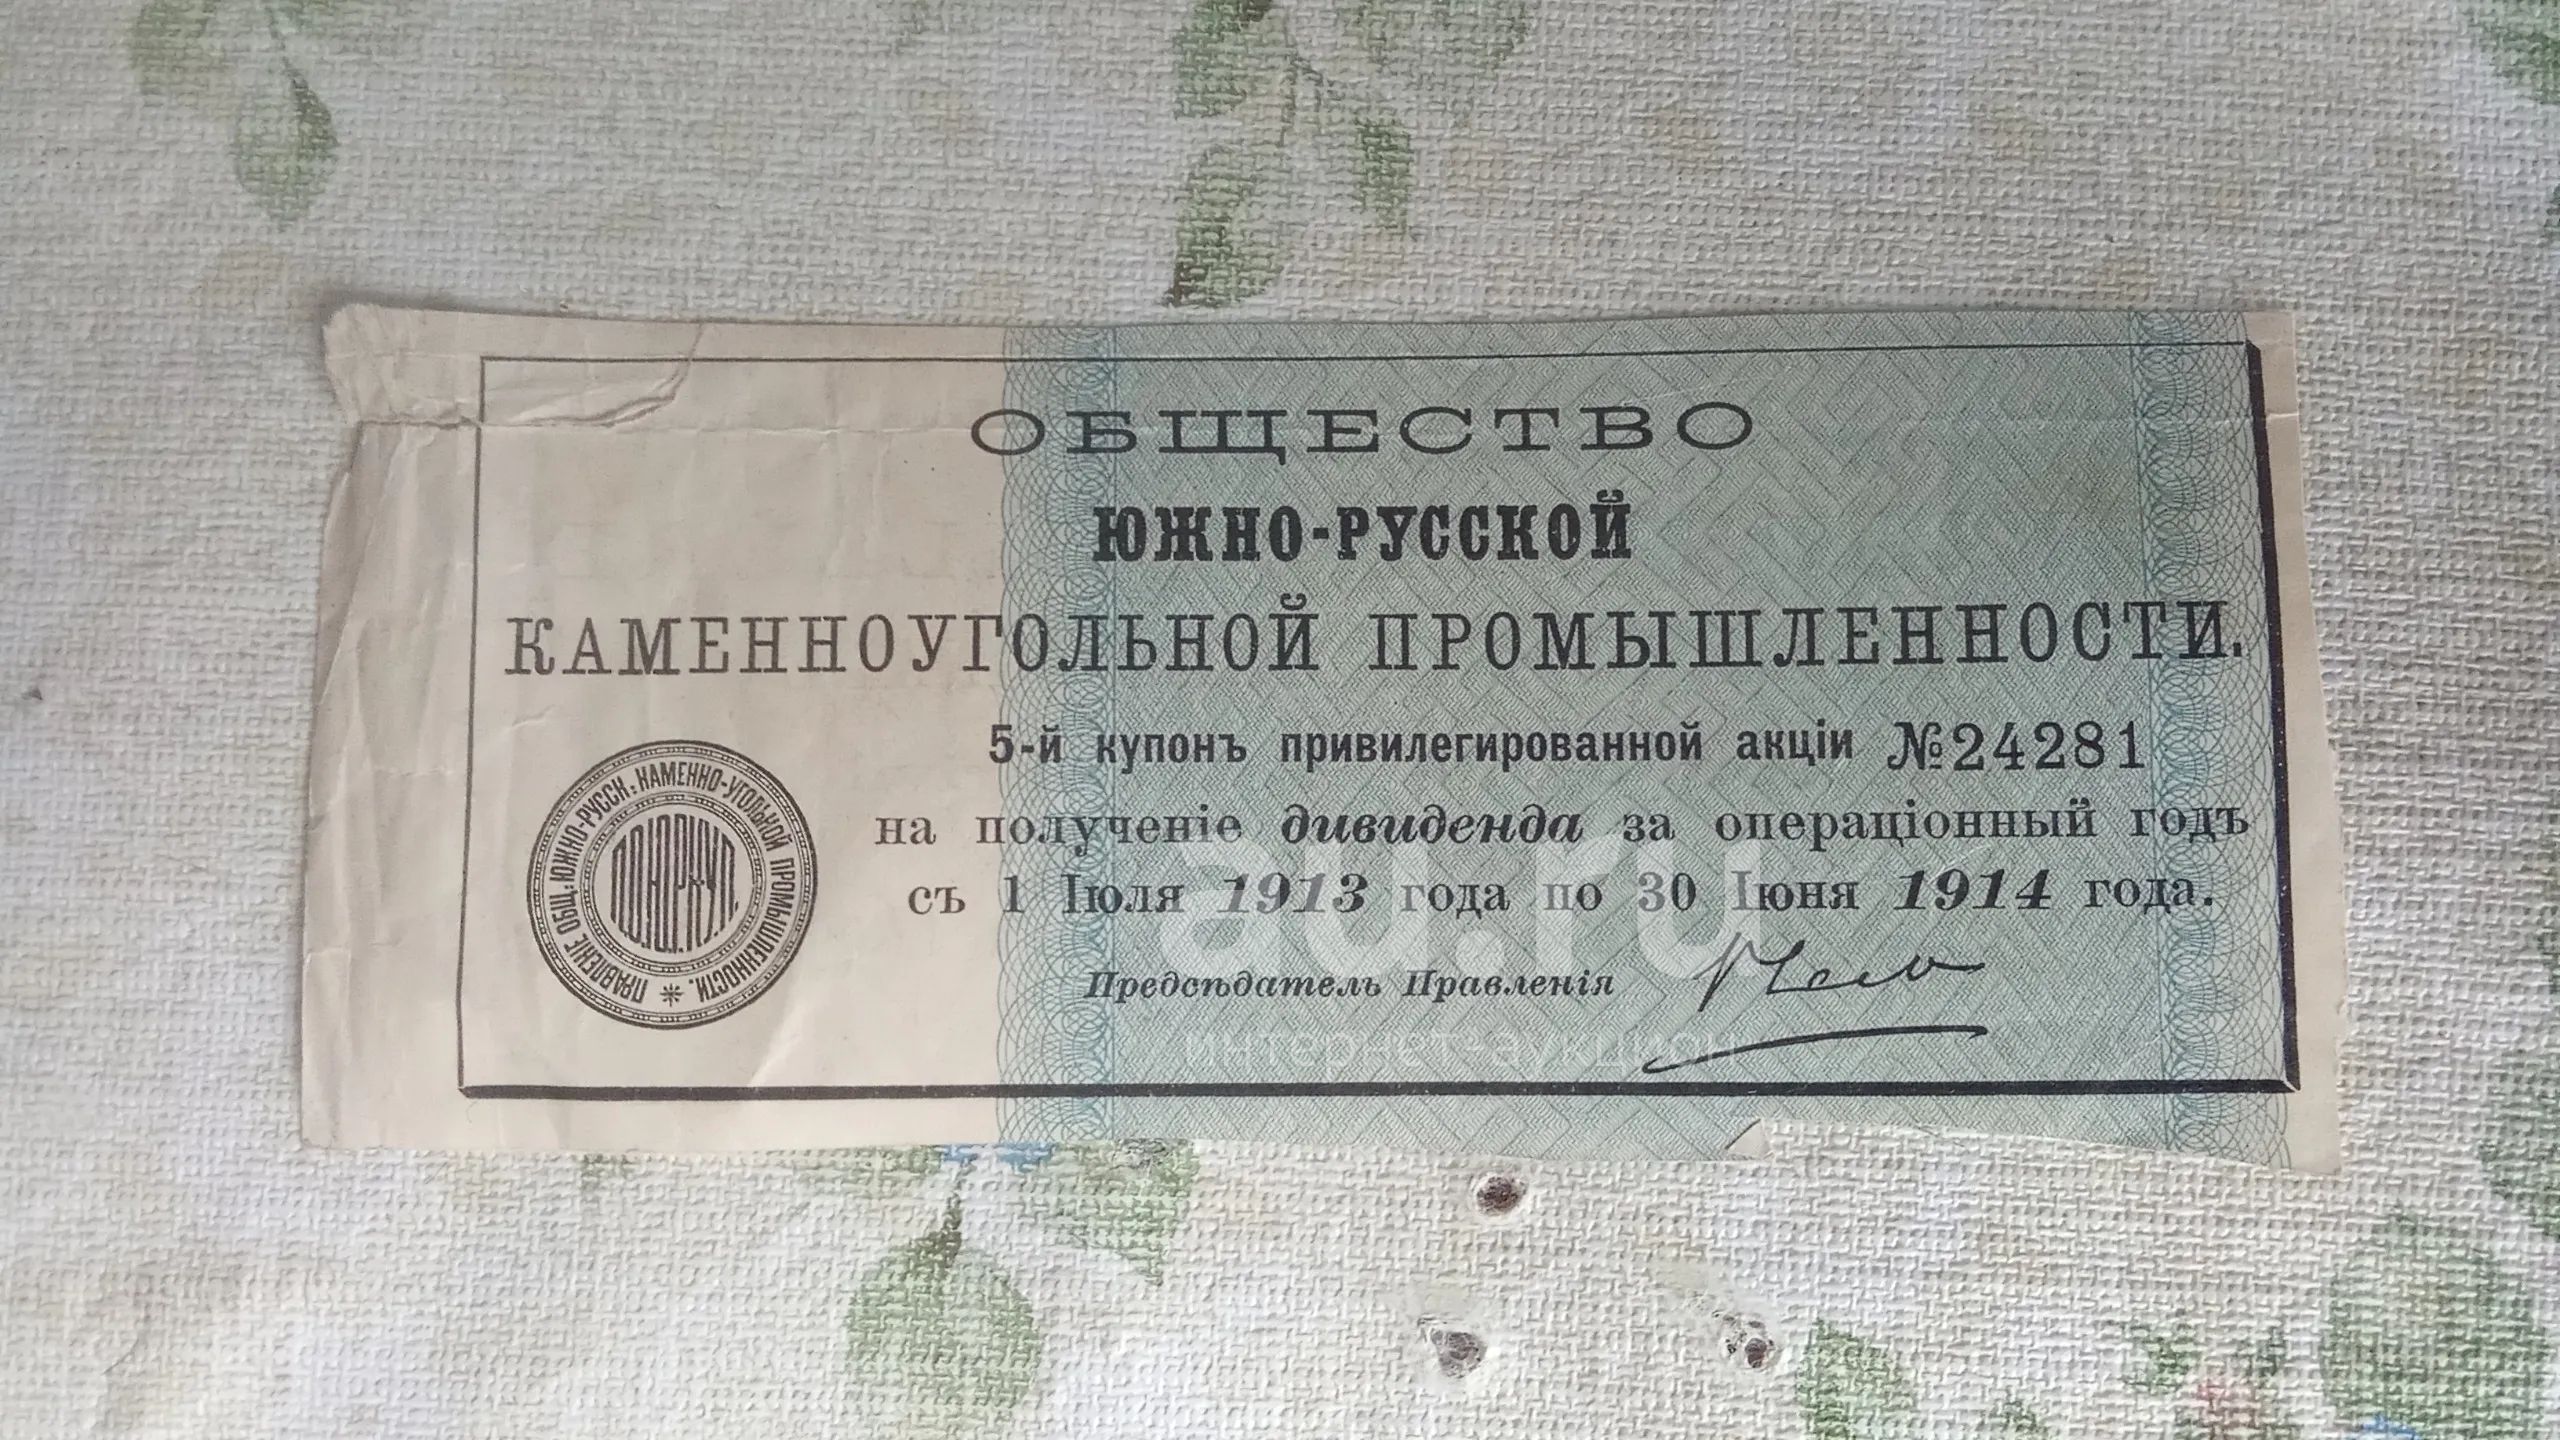 ОБЩЕСТВО
ЮЖНО-РУССКОЙ
КАМЕННОУГОЛЬНОЙ ПРОМЫШЛЕННОСТИ.
5-й купонъ привилегированной акціи №24281
на полученіе дивиденда за операціонный годъ
съ 1 Іюля 1913 года по 30 Іюня 1914 года.
Предсѣдатель Правленія
ПРАВЛЕНІЕ ОБЩ: ЮЖНО-РУССК: КАМЕННО-УГОЛЬНОЙ ПРОМЫШЛЕННОСТИ.
au.ru
интернет-аукцион